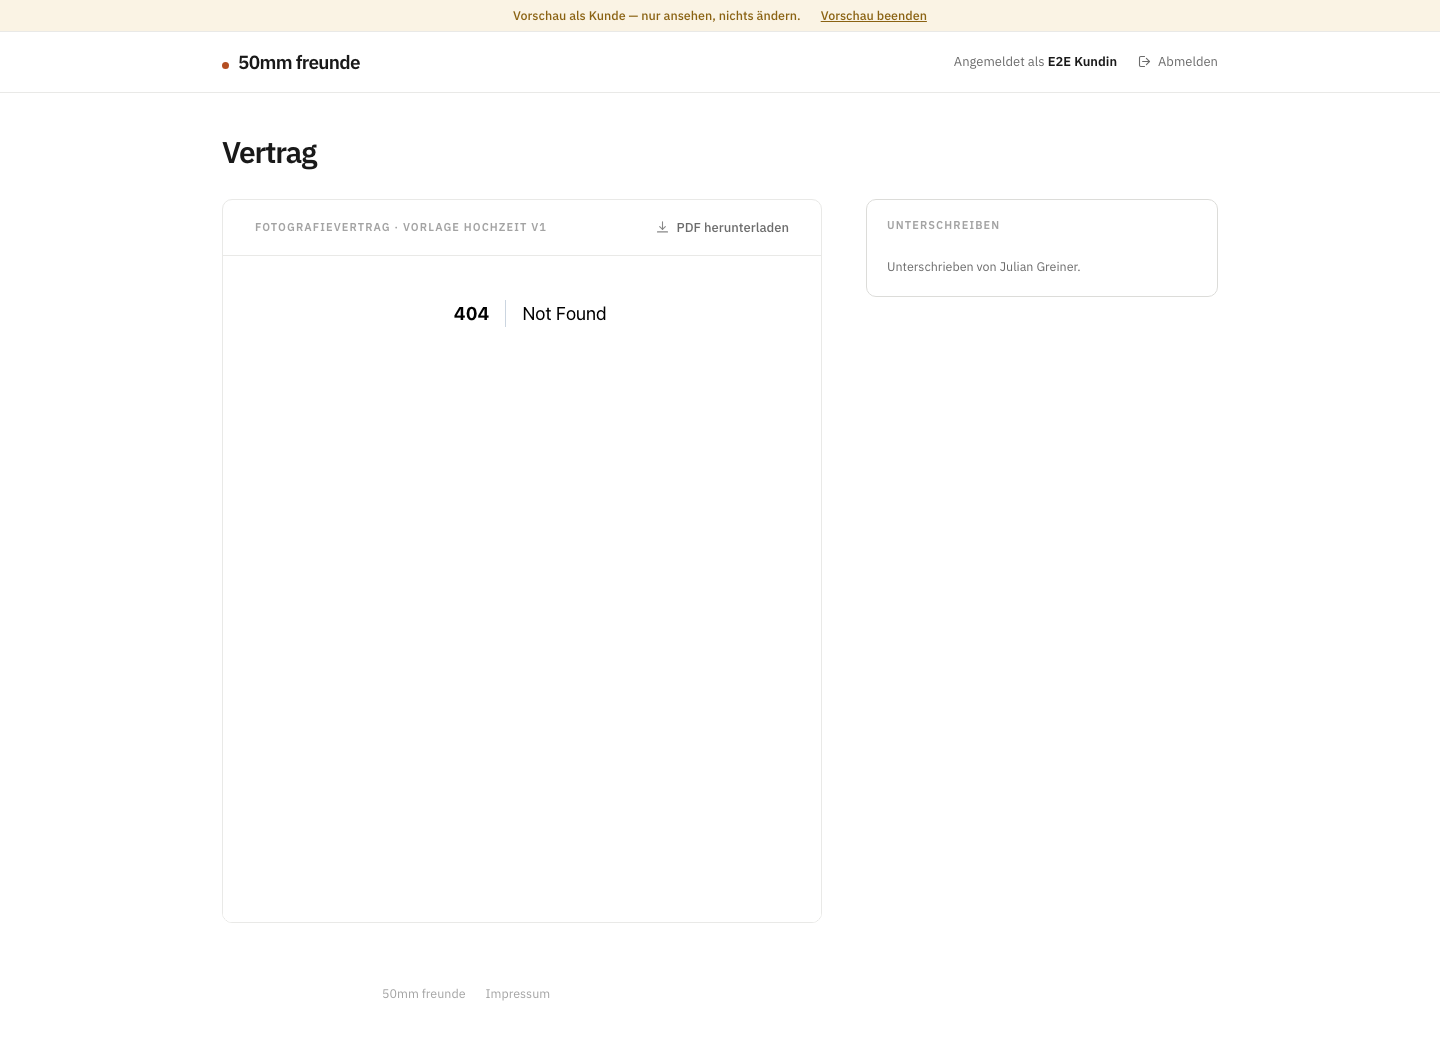 Vorschau als Kunde — nur ansehen, nichts ändern. Vorschau beenden
50mm freunde
Angemeldet als E2E Kundin Abmelden
Vertrag
FOTOGRAFIEVERTRAG · VORLAGE HOCHZEIT V1
PDF herunterladen
404 Not Found
UNTERSCHREIBEN
Unterschrieben von Julian Greiner.
50mm freunde Impressum